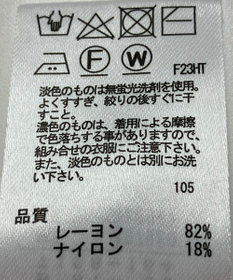 F W
F23HT
淡色のものは無蛍光洗剤を使用。
よくすすぎ、絞りの後すぐに干
すこと。
濃色のものは、着用による摩擦
で色落ちする事がありますので、
組み合せの衣服にご注意下さい。
また、淡色のものとは別にお洗
い下さい。
105
品質
レーヨン 82%
ナイロン 18%